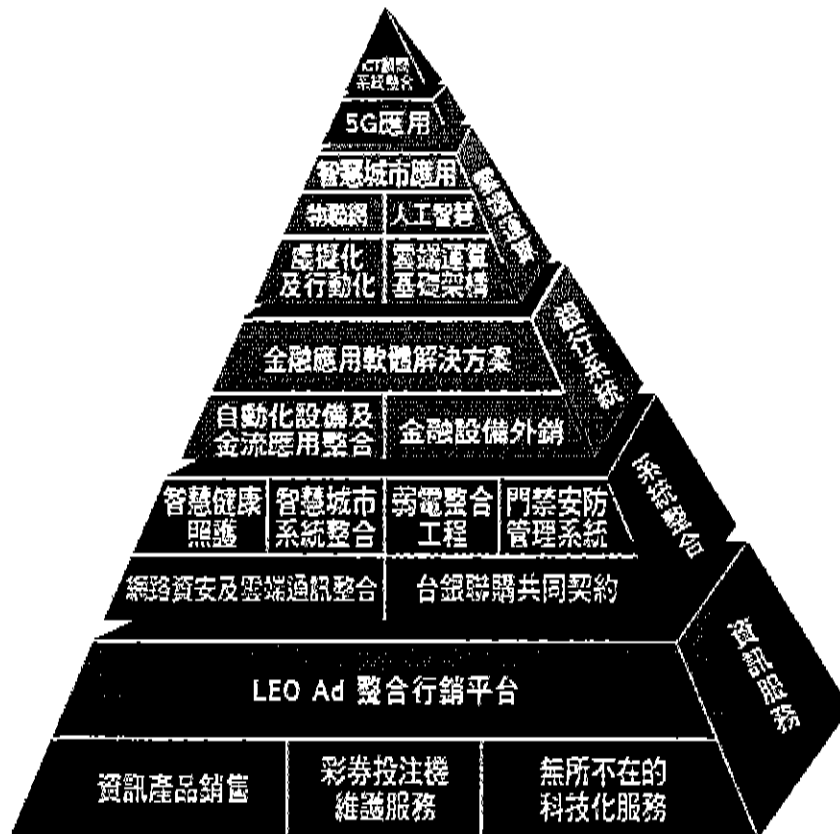 系統整合
5G應用
智慧城市應用
物聯網
人工智慧
虛擬化
及行動化
雲端運算
基礎架構
金融應用軟體解決方案
自動化設備及
金流應用整合
金融設備外銷
智慧健康
照護
智慧城市
系統整合
弱電整合
工程
門禁安防
管理系統
系統整合
網路資安及雲端通訊整合
台銀聯購共同契約
LEO Ad 整合行銷平台
資訊服務
資訊產品銷售
彩券投注機
維護服務
無所不在的
科技化服務